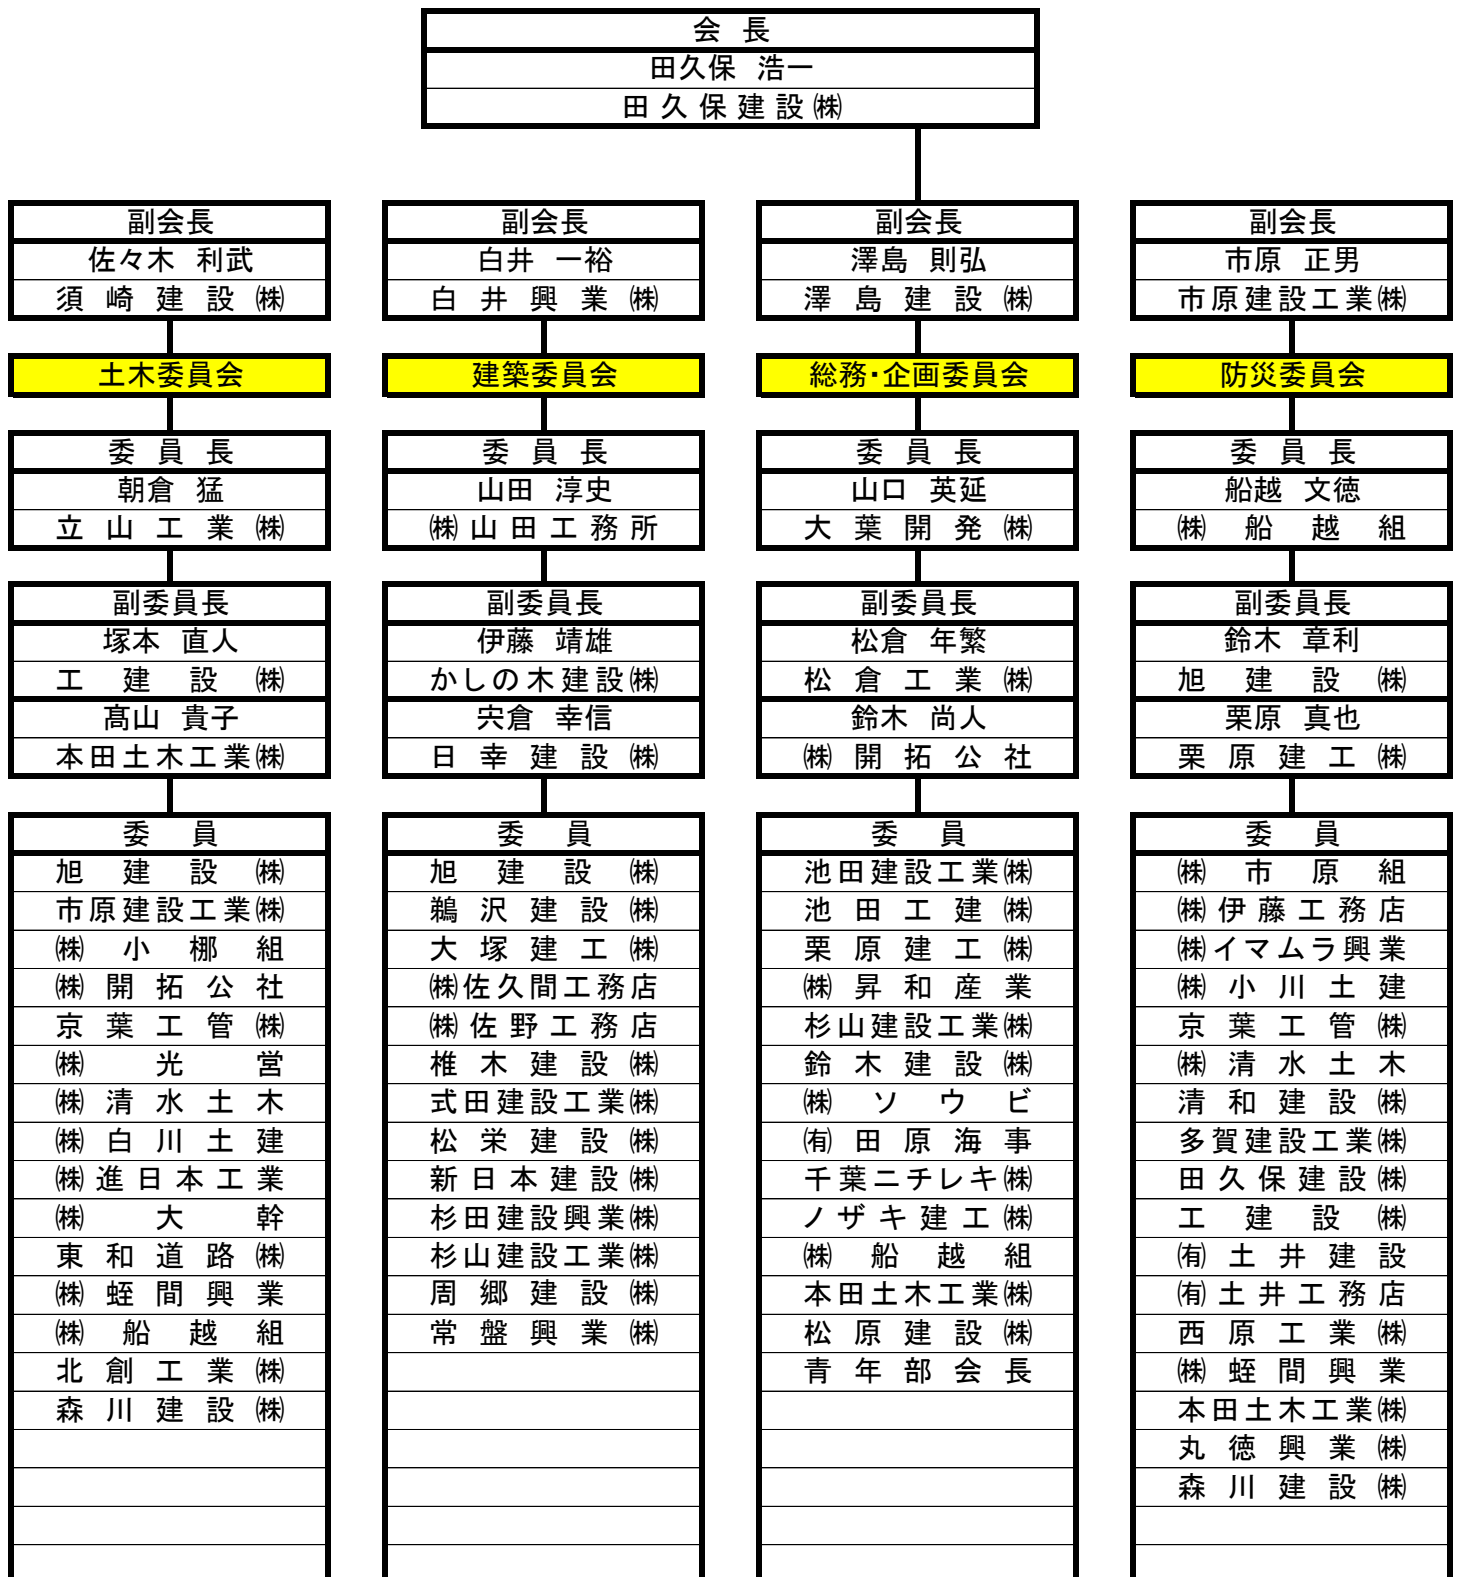 会長
田久保 浩一
田久保建設㈱
副会長
佐々木 利武
須崎建設㈱
土木委員会
委員長
朝倉 猛
立山工業㈱
副委員長
塚本 直人
工建設㈱
髙山 貴子
本田土木工業㈱
委員
旭建設㈱
市原建設工業㈱
㈱小梛組
㈱開拓公社
京葉工管㈱
㈱光営
㈱清水土木
㈱白川土建
㈱進日本工業
㈱大幹
東和道路㈱
㈱蛭間興業
㈱船越組
北創工業㈱
森川建設㈱
副会長
白井 一裕
白井興業㈱
建築委員会
委員長
山田 淳史
㈱山田工務所
副委員長
伊藤 靖雄
かしの木建設㈱
宍倉 幸信
日幸建設㈱
委員
旭建設㈱
鵜沢建設㈱
大塚建工㈱
㈱佐久間工務店
㈱佐野工務店
椎木建設㈱
式田建設工業㈱
松栄建設㈱
新日本建設㈱
杉田建設興業㈱
杉山建設工業㈱
周郷建設㈱
常盤興業㈱
副会長
澤島 則弘
澤島建設㈱
総務・企画委員会
委員長
山口 英延
大葉開発㈱
副委員長
松倉 年繁
松倉工業㈱
鈴木 尚人
㈱開拓公社
委員
池田建設工業㈱
池田工建㈱
栗原建工㈱
㈱昇和産業
杉山建設工業㈱
鈴木建設㈱
㈱ソウビ
㈲田原海事
千葉ニチレキ㈱
ノザキ建工㈱
㈱船越組
本田土木工業㈱
松原建設㈱
青年部会長
副会長
市原 正男
市原建設工業㈱
防災委員会
委員長
船越 文徳
㈱船越組
副委員長
鈴木 章利
旭建設㈱
栗原 真也
栗原建工㈱
委員
㈱市原組
㈱伊藤工務店
㈱イマムラ興業
㈱小川土建
京葉工管㈱
㈱清水土木
清和建設㈱
多賀建設工業㈱
田久保建設㈱
工建設㈱
㈲土井建設
㈲土井工務店
西原工業㈱
㈱蛭間興業
本田土木工業㈱
丸徳興業㈱
森川建設㈱